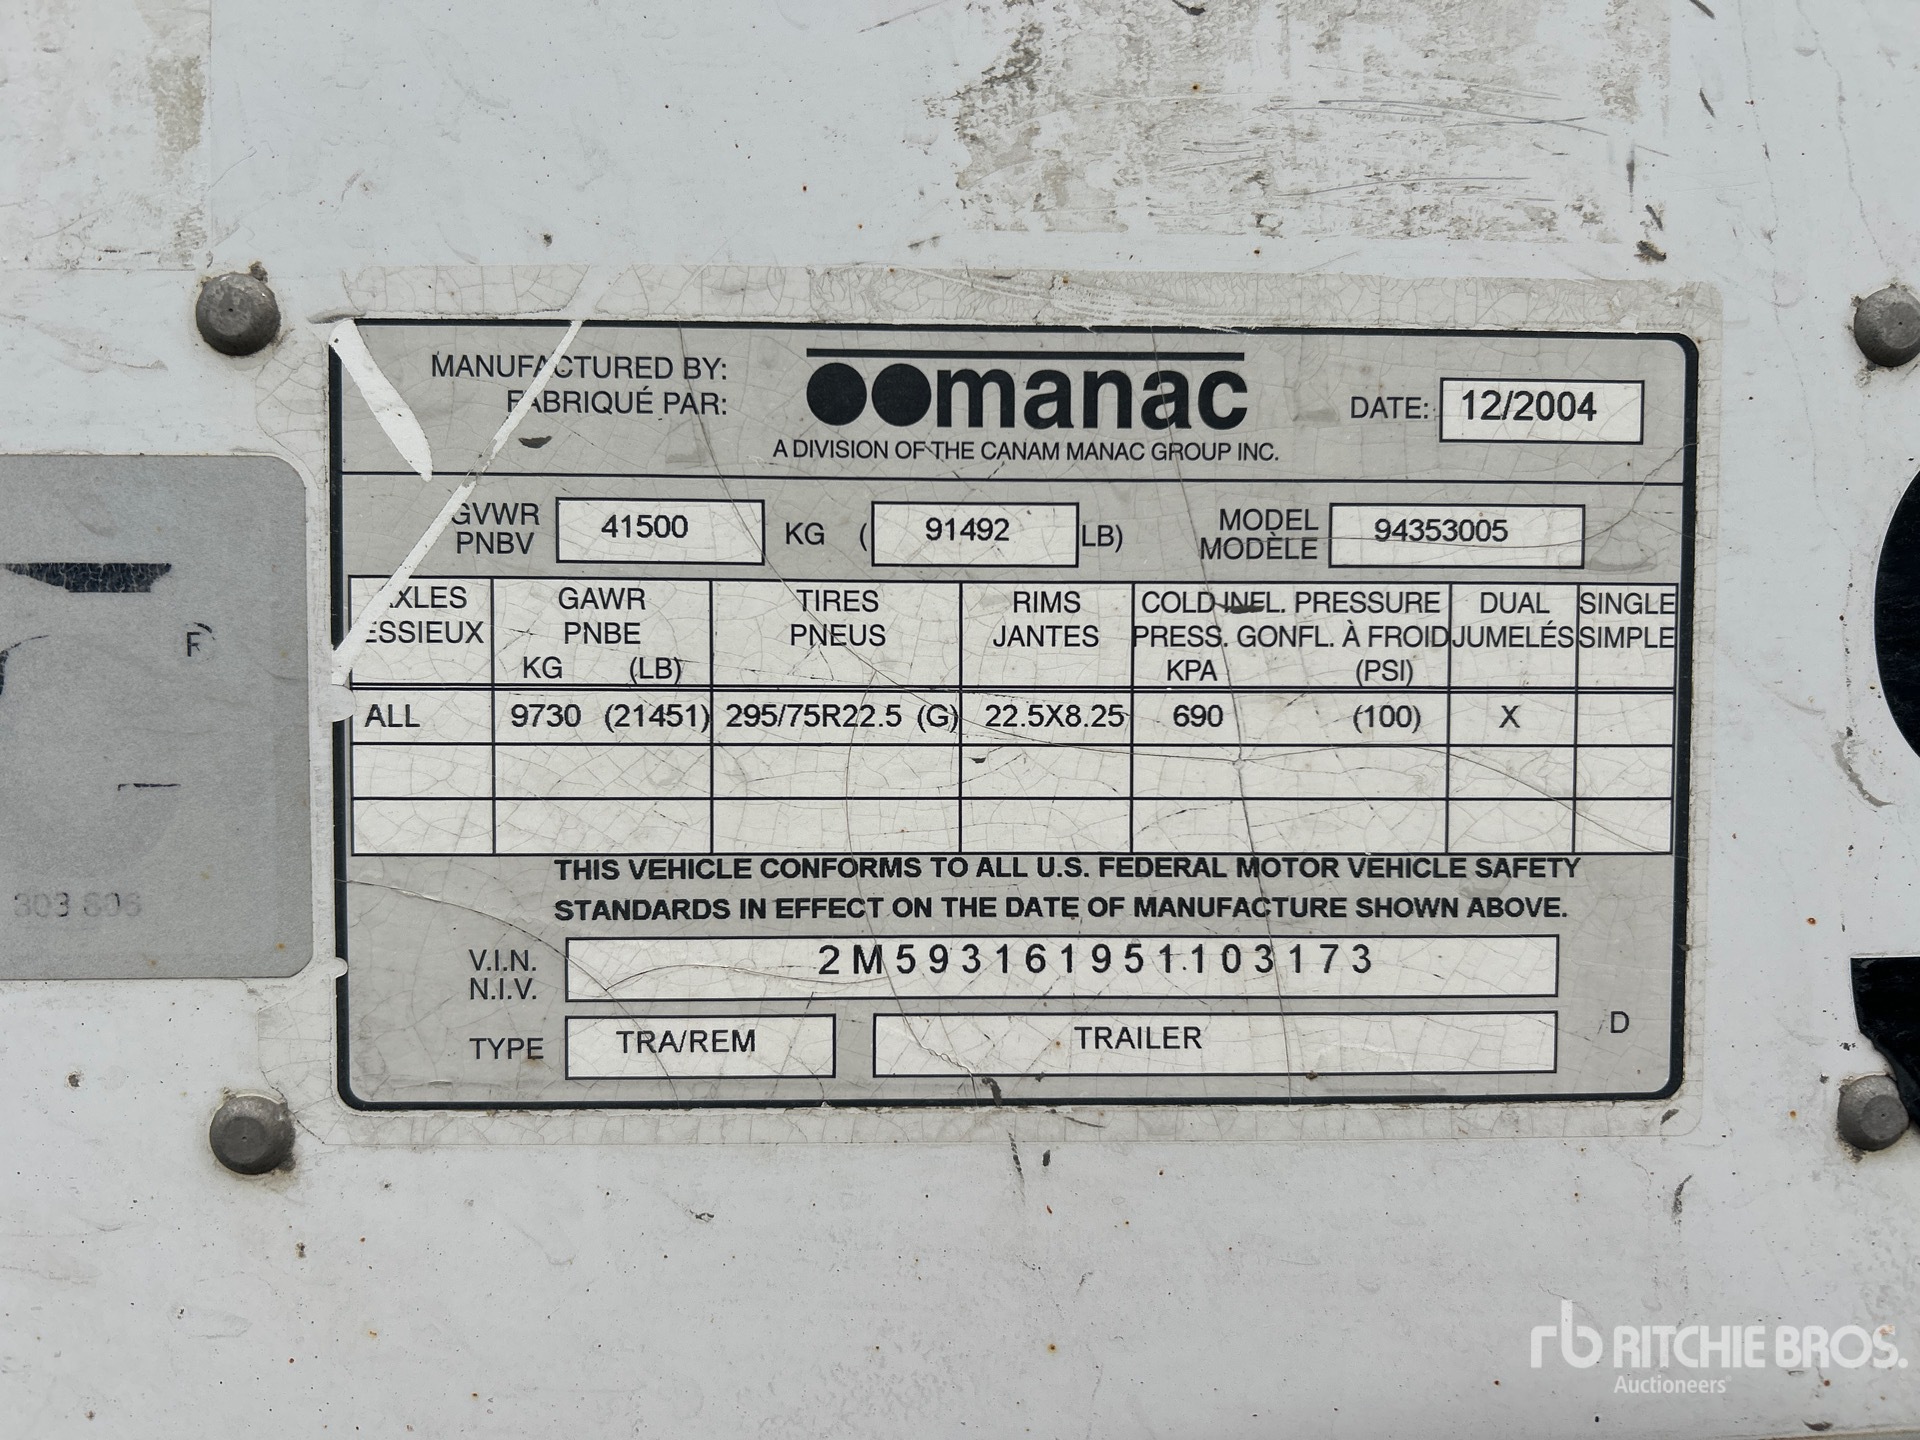 MANUFACTURED BY:
FABRIQUÉ PAR:
manac
A DIVISION OF THE CANAM MANAC GROUP INC.
DATE: 12/2004
GVWR
PNBV
41500 KG ( 91492 LB)
MODEL
MODÈLE
94353005
AXLES
ESSIEUX
GAWR
PNBE
KG (LB)
TIRES
PNEUS
RIMS
JANTES
COLD INFL. PRESSURE
PRESS. GONFL. À FROID
KPA (PSI)
DUAL
JUMELÉS
SINGLE
SIMPLE
ALL 9730 (21451) 295/75R22.5 (G) 22.5X8.25 690 (100) X
THIS VEHICLE CONFORMS TO ALL U.S. FEDERAL MOTOR VEHICLE SAFETY
STANDARDS IN EFFECT ON THE DATE OF MANUFACTURE SHOWN ABOVE.
V.I.N.
N.I.V.
2M593161951103173
TYPE TRA/REM TRAILER D
rb RITCHIE BROS.
Auctioneers